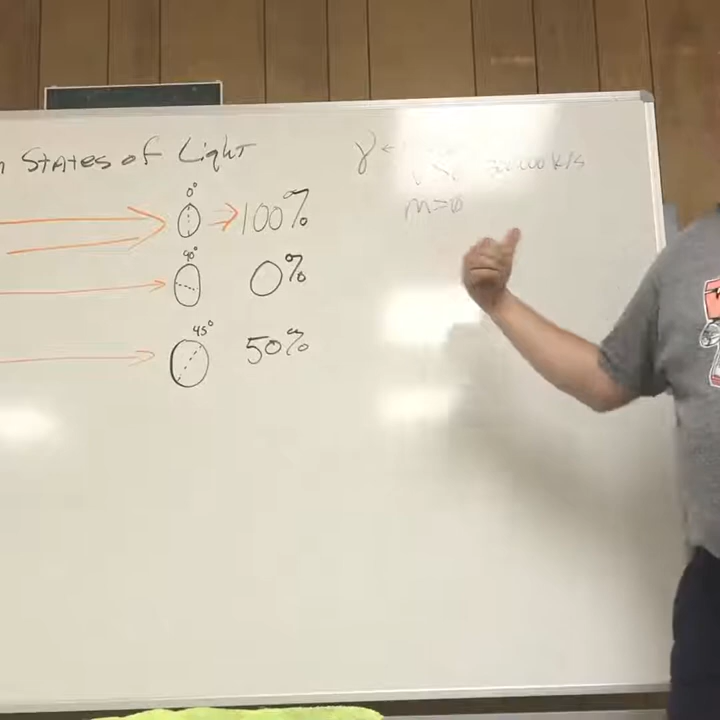 States of Light
0°
100%
90°
0%
45°
50%
γ ←
300,000 k/s
m=0